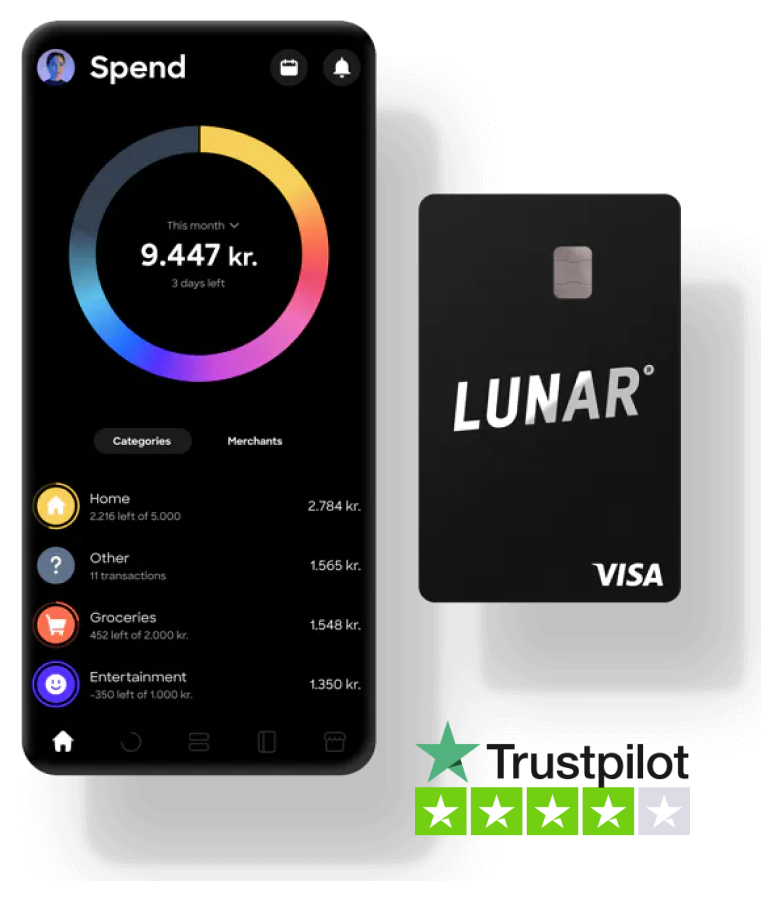 Spend
This month
9.447 kr.
3 days left
Categories
Merchants
Home
2.216 left of 5.000
2.784 kr.
Other
11 transactions
1.565 kr.
?
Groceries
452 left of 2.000 kr.
1.548 kr.
Entertainment
-350 left of 1.000 kr.
1.350 kr.
LUNAR®
VISA
Trustpilot